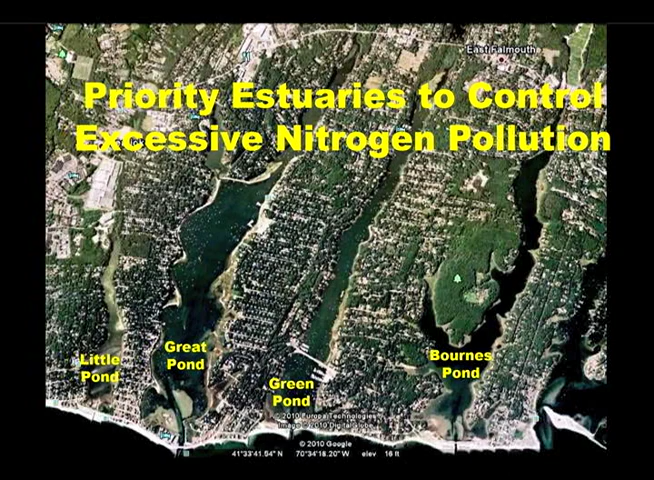 East Falmouth
Priority Estuaries to Control
Excessive Nitrogen Pollution
Little
Pond
Great
Pond
Green
Pond
Bournes
Pond
© 2010 Europa Technologies
Image © 2010 DigitalGlobe
© 2010 Google
41°33'41.54" N 70°34'18.20" W elev 16 ft